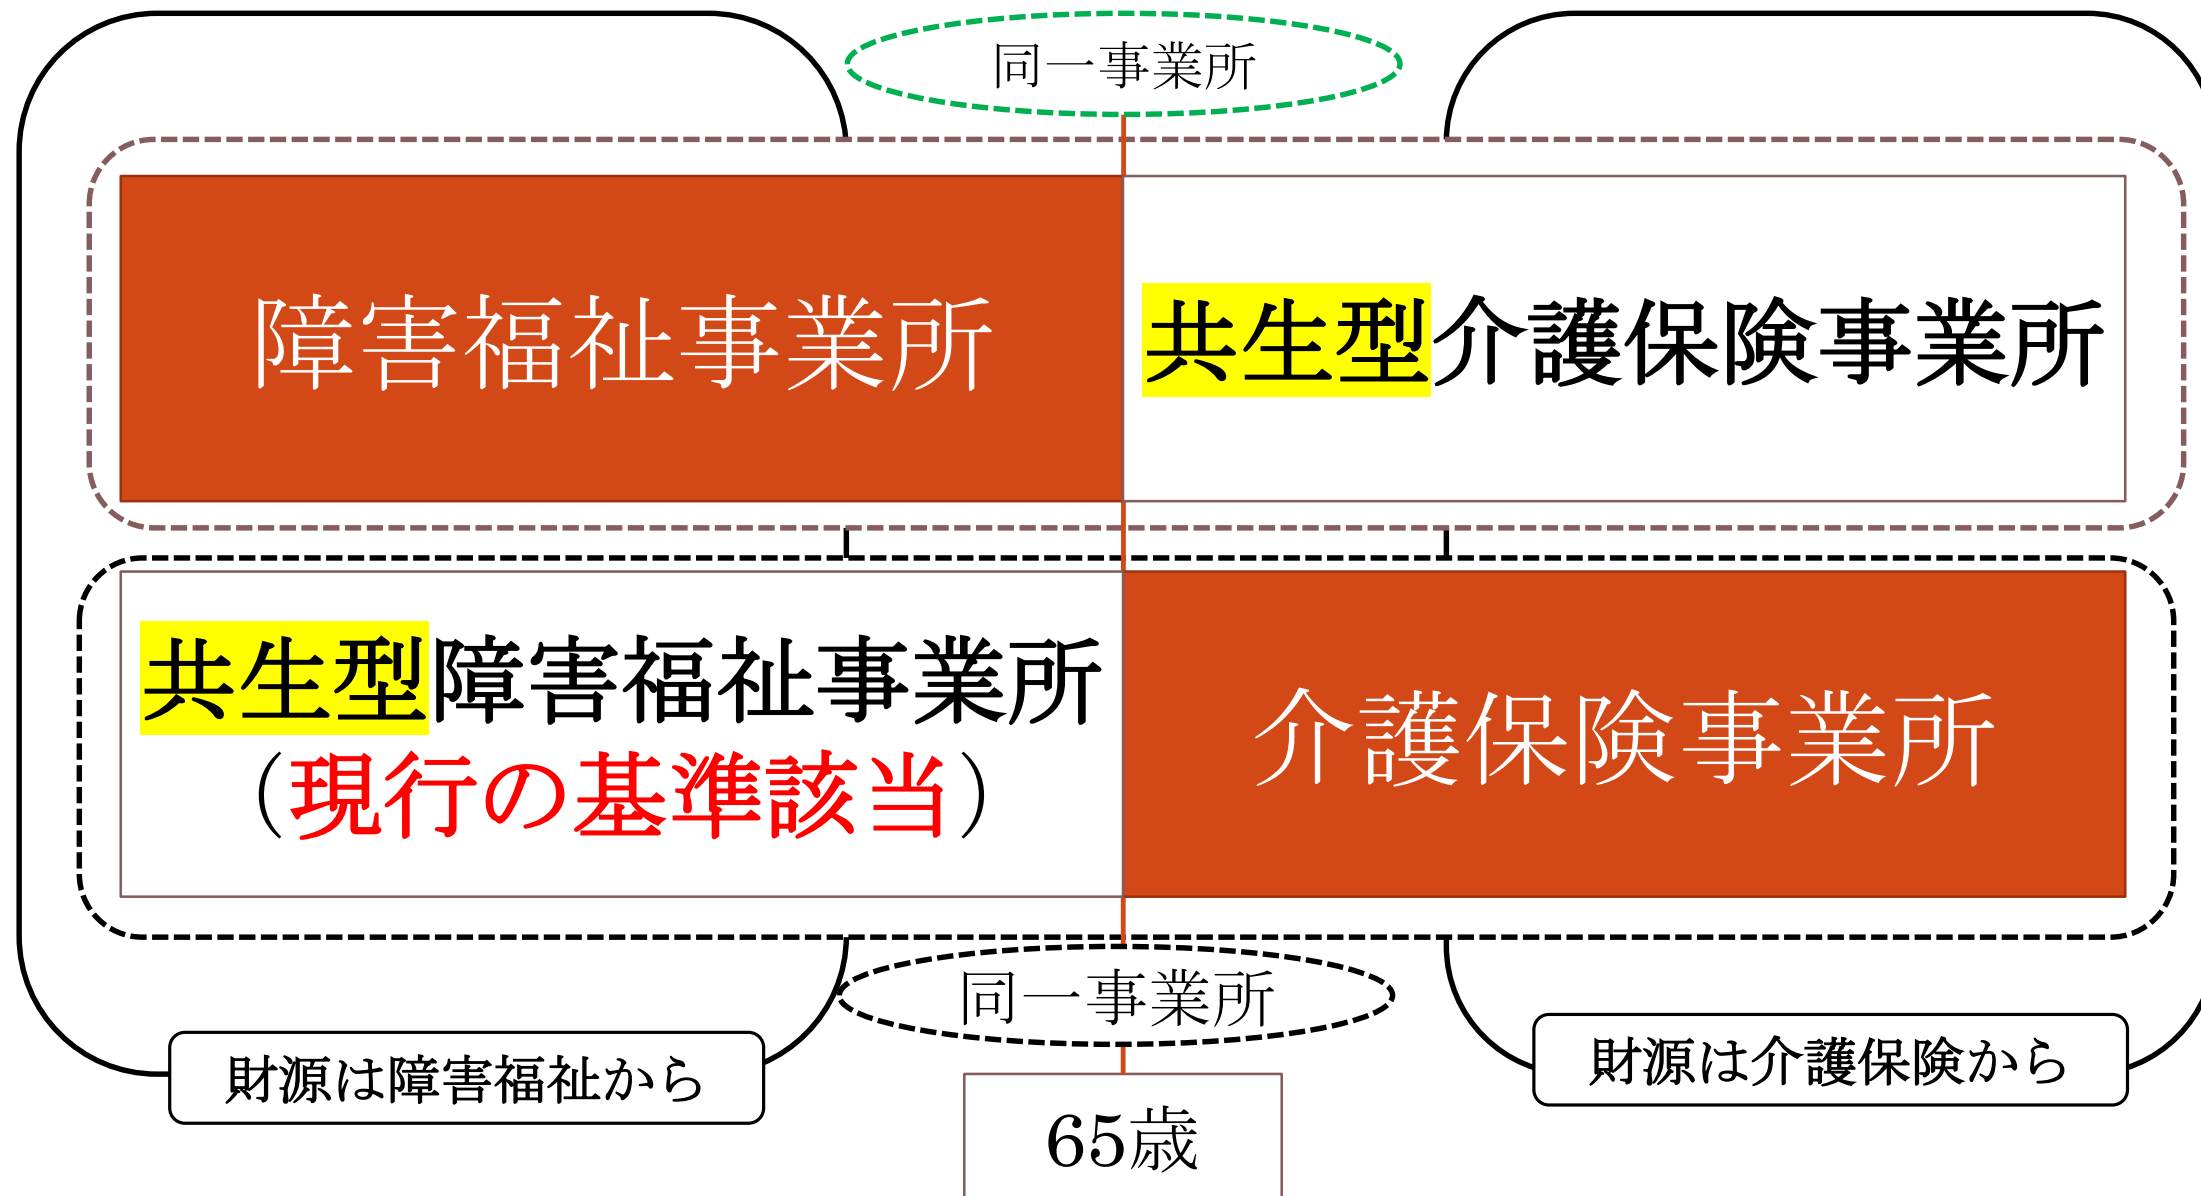 同一事業所
障害福祉事業所
共生型介護保険事業所
共生型障害福祉事業所
（現行の基準該当）
介護保険事業所
同一事業所
財源は障害福祉から
財源は介護保険から
65歳